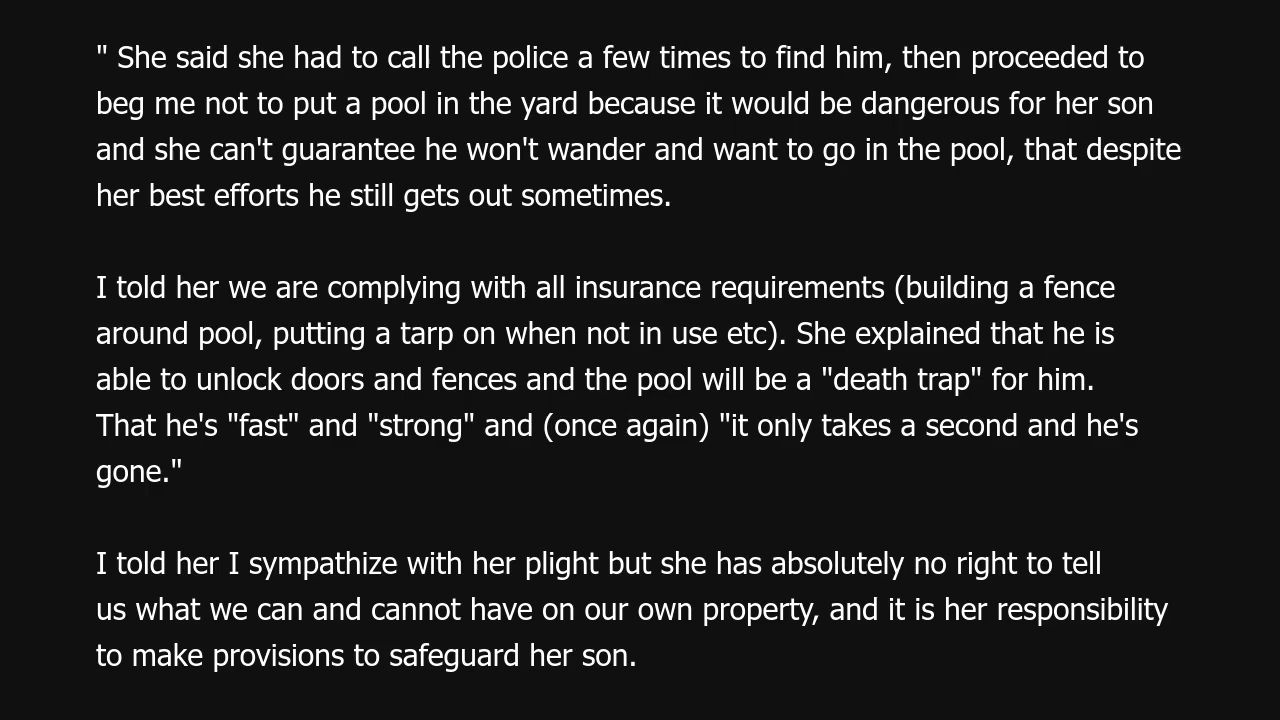 " She said she had to call the police a few times to find him, then proceeded to
beg me not to put a pool in the yard because it would be dangerous for her son
and she can't guarantee he won't wander and want to go in the pool, that despite
her best efforts he still gets out sometimes.
I told her we are complying with all insurance requirements (building a fence
around pool, putting a tarp on when not in use etc). She explained that he is
able to unlock doors and fences and the pool will be a "death trap" for him.
That he's "fast" and "strong" and (once again) "it only takes a second and he's
gone."
I told her I sympathize with her plight but she has absolutely no right to tell
us what we can and cannot have on our own property, and it is her responsibility
to make provisions to safeguard her son.